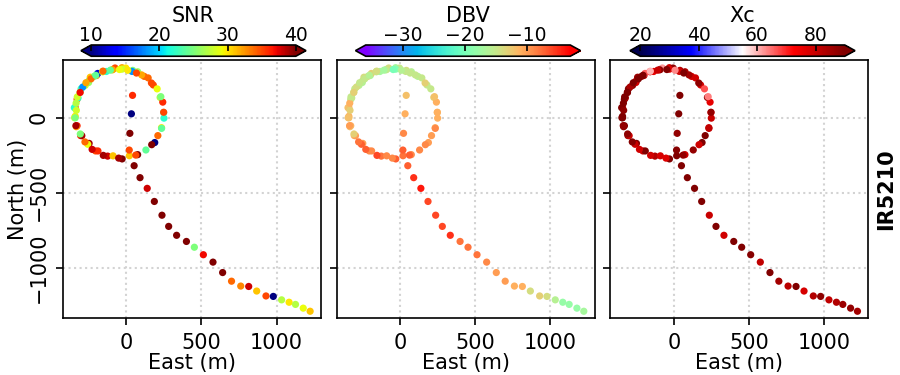 SNR DBV Xc
10 20 30 40 −30 −20 −10 20 40 60 80
North (m)
0
−500
−1000
IR5210
0 500 1000 0 500 1000 0 500 1000
East (m) East (m) East (m)